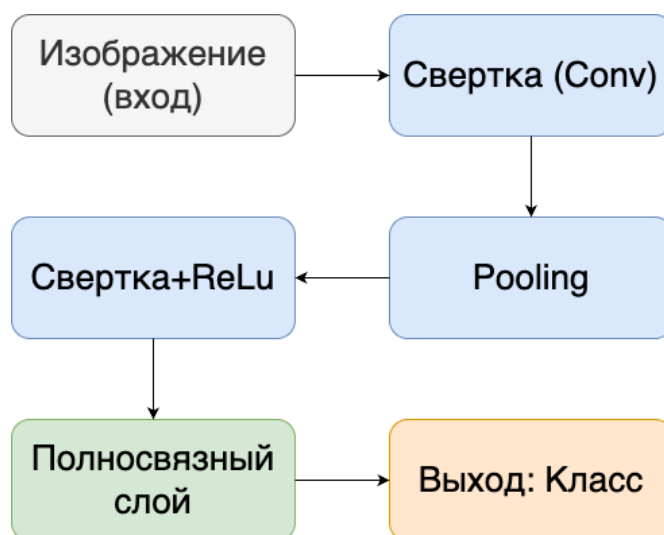 Изображение
(вход)
Свертка (Conv)
Свертка+ReLu
Pooling
Полносвязный
слой
Выход: Класс